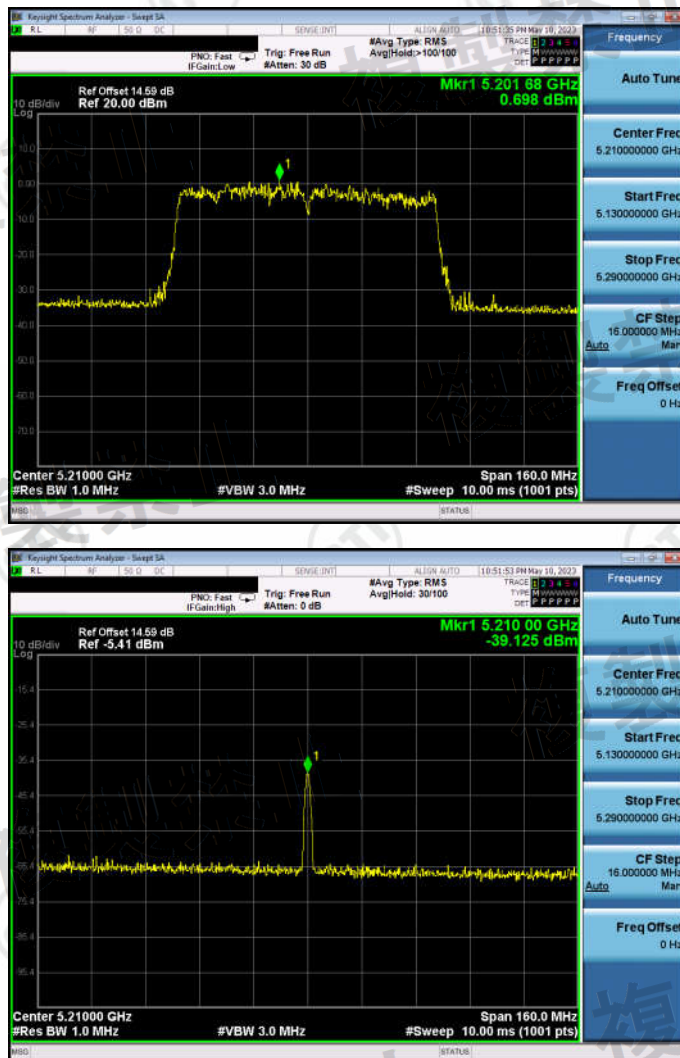 Keysight Spectrum Analyzer - Swept SA
RL RF 50 Ω DC SENSE:INT ALIGN AUTO 10:51:35 PM May 10, 2023
PNO: Fast
IFGain:Low
Trig: Free Run
#Atten: 30 dB
#Avg Type: RMS
Avg|Hold:>100/100
TRACE 1 2 3 4 5 6
TYPE M W W W W W
DET P P P P P P
Frequency
Mkr1 5.201 68 GHz
0.698 dBm
Ref Offset 14.59 dB
10 dB/div Ref 20.00 dBm
Log
10.0
0.00
-10.0
-20.0
-30.0
-40.0
-50.0
-60.0
-70.0
1
Auto Tune
Center Freq
5.210000000 GHz
Start Freq
5.130000000 GHz
Stop Freq
5.290000000 GHz
CF Step
16.000000 MHz
Auto Man
Freq Offset
0 Hz
Center 5.21000 GHz Span 160.0 MHz
#Res BW 1.0 MHz #VBW 3.0 MHz #Sweep 10.00 ms (1001 pts)
MSG STATUS
Keysight Spectrum Analyzer - Swept SA
RL RF 50 Ω DC SENSE:INT ALIGN AUTO 10:51:53 PM May 10, 2023
PNO: Fast
IFGain:High
Trig: Free Run
#Atten: 0 dB
#Avg Type: RMS
Avg|Hold: 30/100
TRACE 1 2 3 4 5 6
TYPE M W W W W W
DET P P P P P P
Frequency
Mkr1 5.210 00 GHz
-39.125 dBm
Ref Offset 14.59 dB
10 dB/div Ref -5.41 dBm
Log
-15.4
-25.4
-35.4
-45.4
-55.4
-65.4
-75.4
-85.4
-95.4
1
Auto Tune
Center Freq
5.210000000 GHz
Start Freq
5.130000000 GHz
Stop Freq
5.290000000 GHz
CF Step
16.000000 MHz
Auto Man
Freq Offset
0 Hz
Center 5.21000 GHz Span 160.0 MHz
#Res BW 1.0 MHz #VBW 3.0 MHz #Sweep 10.00 ms (1001 pts)
MSG STATUS